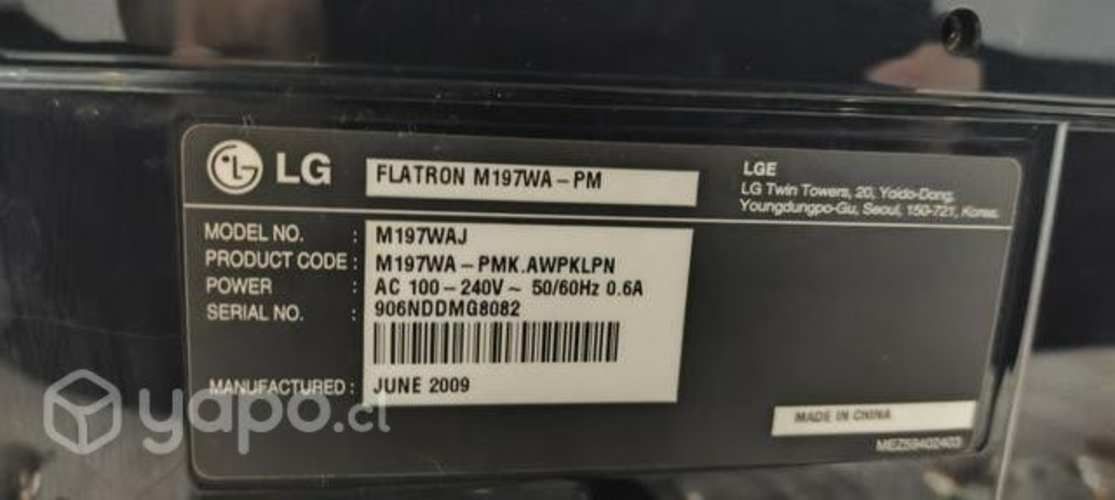 LG
FLATRON M197WA-PM
LGE
LG Twin Towers, 20, Yoido-Dong,
Youngdungpo-Gu, Seoul, 150-721, Korea.
MODEL NO. : M197WAJ
PRODUCT CODE : M197WA-PMK.AWPKLPN
POWER : AC 100-240V~ 50/60Hz 0.6A
SERIAL NO. : 906NDDMG8082
MANUFACTURED : JUNE 2009
MADE IN CHINA
MEZ59402403
yapo.cl